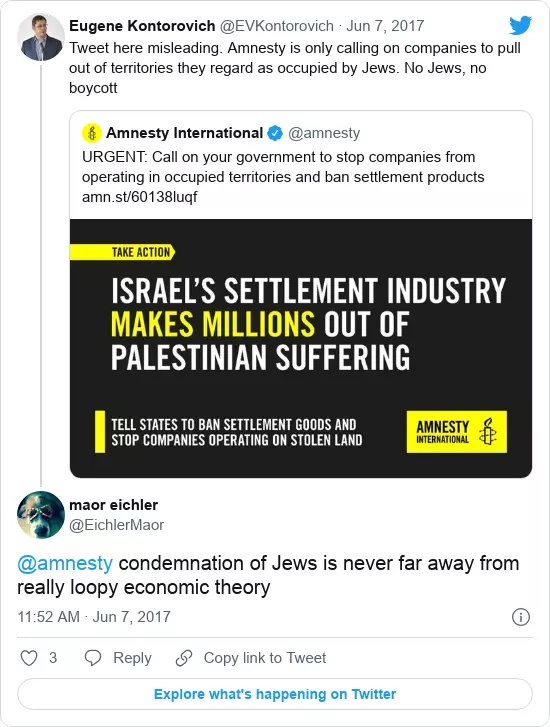 Eugene Kontorovich @EVKontorovich · Jun 7, 2017
Tweet here misleading. Amnesty is only calling on companies to pull
out of territories they regard as occupied by Jews. No Jews, no
boycott
Amnesty International @amnesty
URGENT: Call on your government to stop companies from
operating in occupied territories and ban settlement products
amn.st/60138luqf
TAKE ACTION
ISRAEL'S SETTLEMENT INDUSTRY
MAKES MILLIONS OUT OF
PALESTINIAN SUFFERING
TELL STATES TO BAN SETTLEMENT GOODS AND
STOP COMPANIES OPERATING ON STOLEN LAND
AMNESTY
INTERNATIONAL
maor eichler
@EichlerMaor
@amnesty condemnation of Jews is never far away from
really loopy economic theory
11:52 AM · Jun 7, 2017
3 Reply Copy link to Tweet
Explore what's happening on Twitter